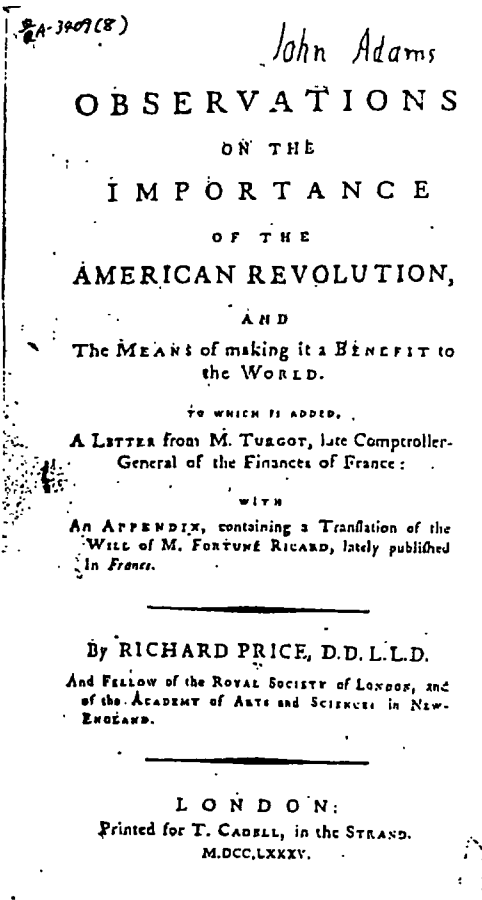 A-3409(8)
John Adams
OBSERVATIONS
ON THE
IMPORTANCE
OF THE
AMERICAN REVOLUTION,
AND
The MEANS of making it a BENEFIT to
the WORLD.
TO WHICH IS ADDED,
A LETTER from M. TURGOT, late Comptroller-
General of the Finances of France:
WITH
An APPENDIX, containing a Tranſlation of the
WILL of M. FORTUNÉ RICARD, lately publiſhed
in France.
By RICHARD PRICE, D.D. L.L.D.
And FELLOW of the ROYAL SOCIETY of LONDON, and
of the ACADEMY of ARTS and SCIENCES in NEW-
ENGLAND.
LONDON:
Printed for T. CADELL, in the STRAND.
M.DCC.LXXXV.